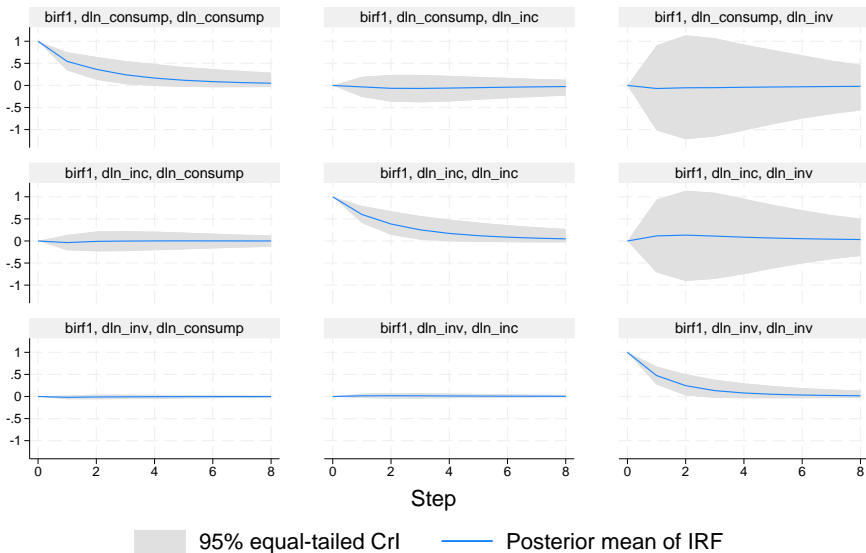 birf1, dln_consump, dln_consump
birf1, dln_consump, dln_inc
birf1, dln_consump, dln_inv
1
.5
0
-.5
-1
birf1, dln_inc, dln_consump
birf1, dln_inc, dln_inc
birf1, dln_inc, dln_inv
1
.5
0
-.5
-1
birf1, dln_inv, dln_consump
birf1, dln_inv, dln_inc
birf1, dln_inv, dln_inv
1
.5
0
-.5
-1
0 2 4 6 8
0 2 4 6 8
0 2 4 6 8
Step
95% equal-tailed CrI
Posterior mean of IRF